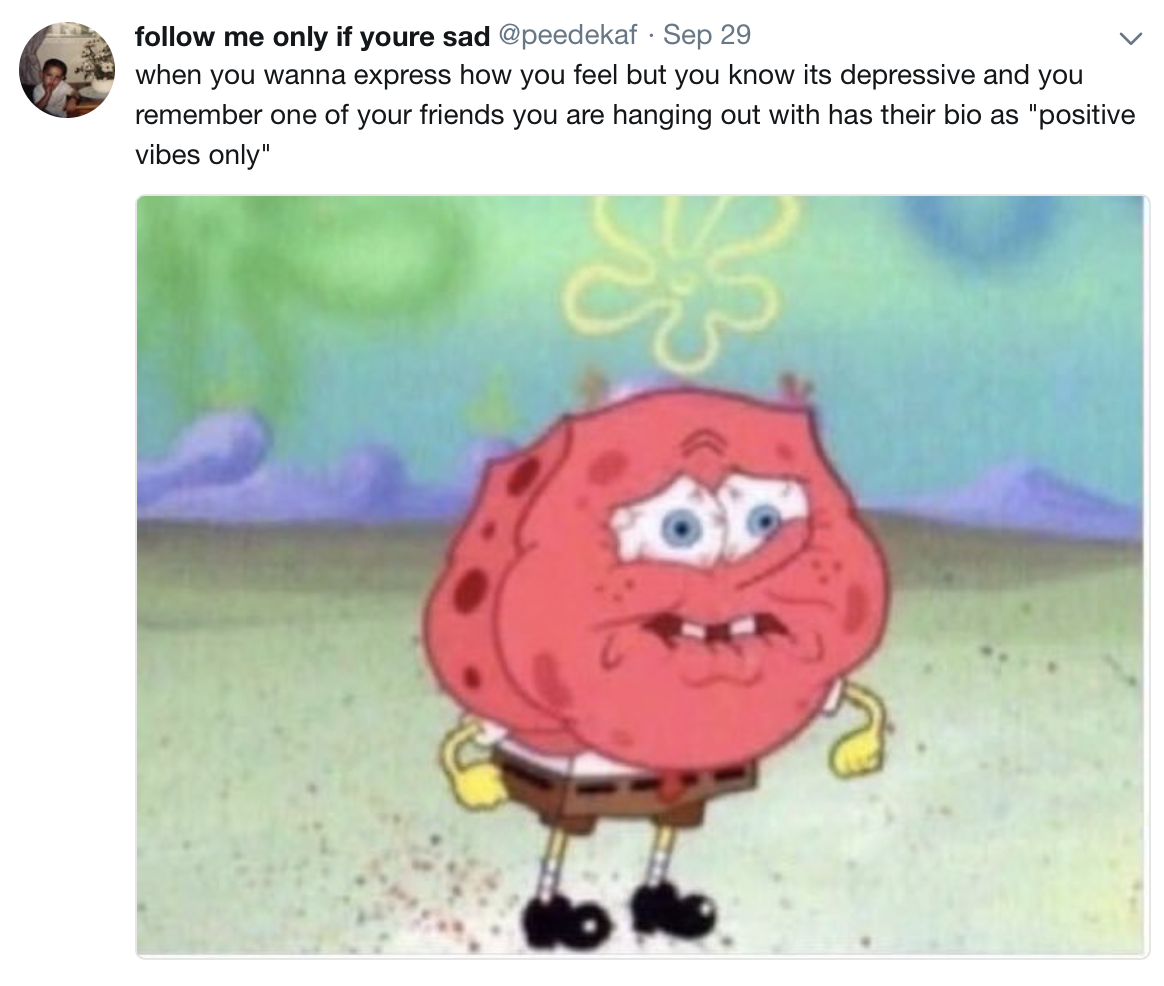 follow me only if youre sad @peedekaf · Sep 29
when you wanna express how you feel but you know its depressive and you
remember one of your friends you are hanging out with has their bio as "positive
vibes only"